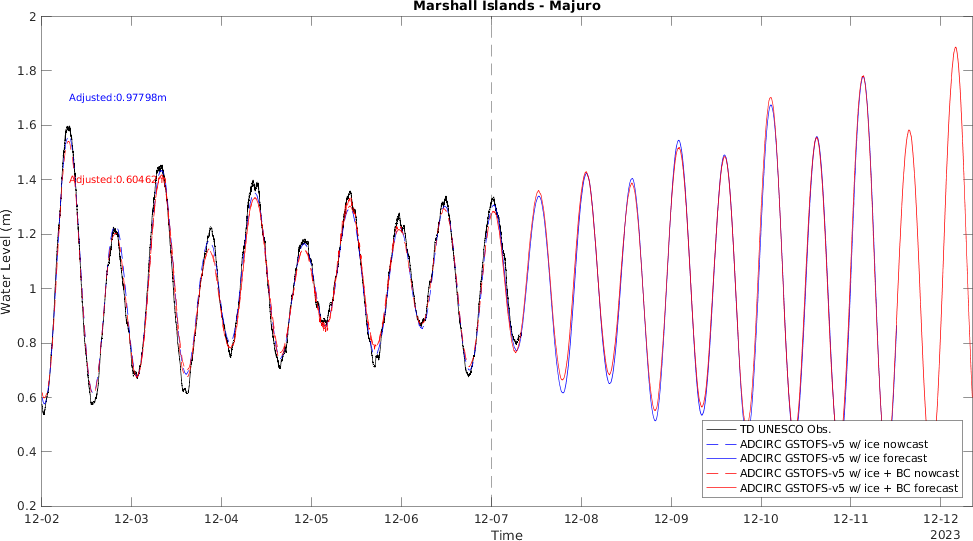 Marshall Islands - Majuro
2
1.8
1.6
1.4
1.2
1
0.8
0.6
0.4
0.2
Water Level (m)
Adjusted:0.97798m
Adjusted:0.60462m
TD UNESCO Obs.
ADCIRC GSTOFS-v5 w/ ice nowcast
ADCIRC GSTOFS-v5 w/ ice forecast
ADCIRC GSTOFS-v5 w/ ice + BC nowcast
ADCIRC GSTOFS-v5 w/ ice + BC forecast
12-02 12-03 12-04 12-05 12-06 12-07 12-08 12-09 12-10 12-11 12-12
Time
2023